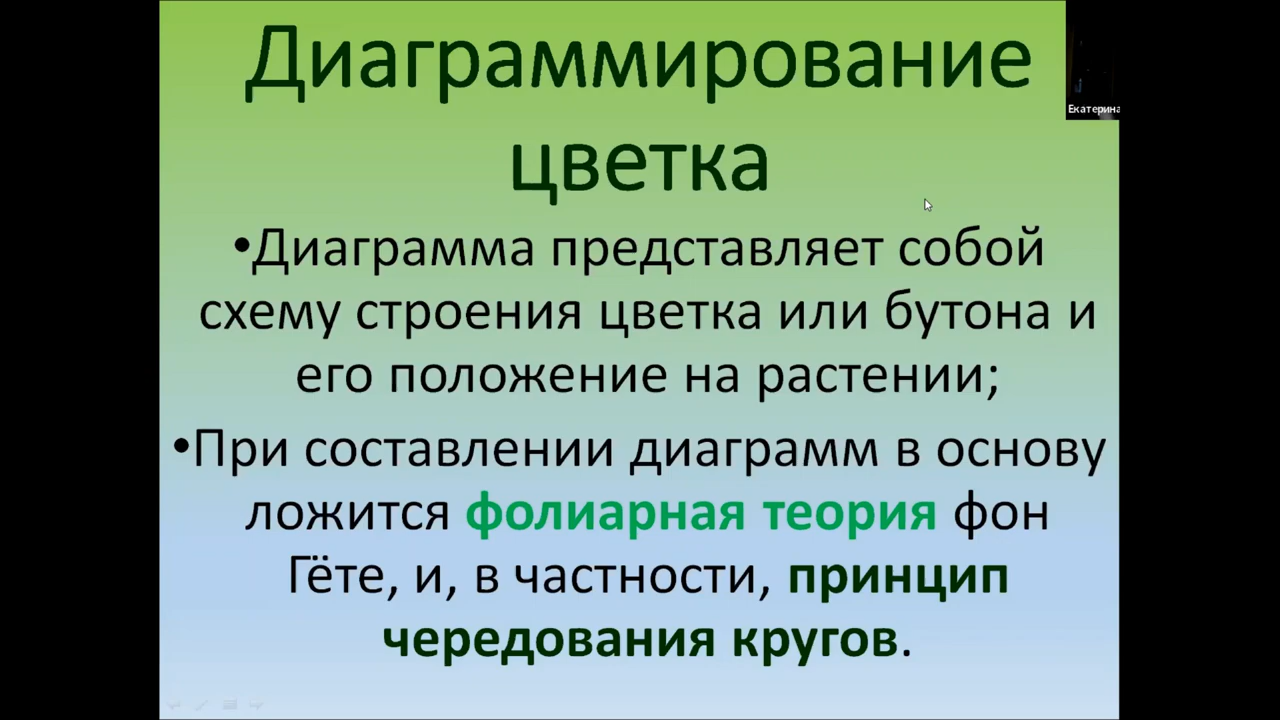 Диаграммирование
цветка
Екатерина
•Диаграмма представляет собой
схему строения цветка или бутона и
его положение на растении;
•При составлении диаграмм в основу
ложится фолиарная теория фон
Гёте, и, в частности, принцип
чередования кругов.